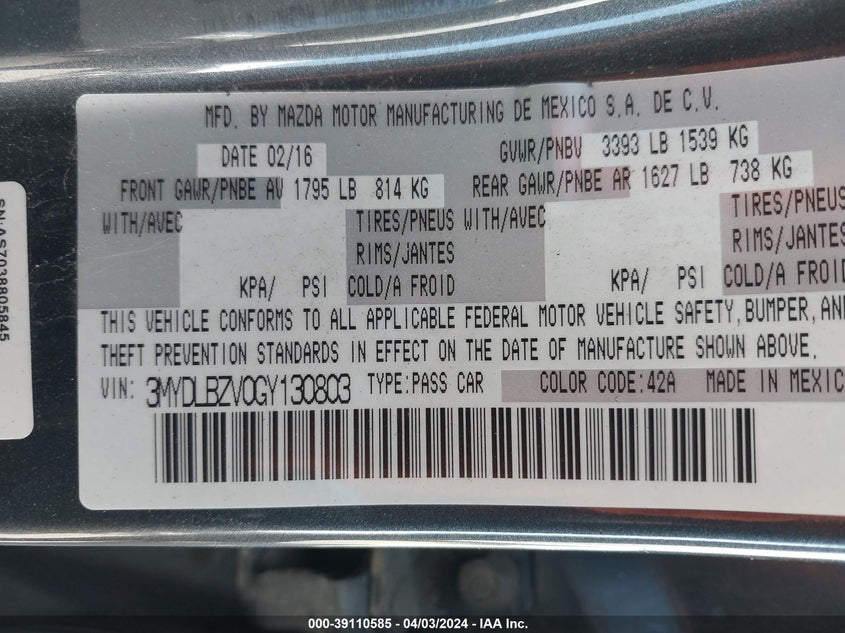 MFD. BY MAZDA MOTOR MANUFACTURING DE MEXICO S.A. DE C.V.
DATE 02/16 GVWR/PNBV 3393 LB 1539 KG
FRONT GAWR/PNBE AV 1795 LB 814 KG REAR GAWR/PNBE AR 1627 LB 738 KG
WITH/AVEC TIRES/PNEUS WITH/AVEC TIRES/PNEUS
RIMS/JANTES RIMS/JANTES
KPA/ PSI COLD/A FROID KPA/ PSI COLD/A FROID
THIS VEHICLE CONFORMS TO ALL APPLICABLE FEDERAL MOTOR VEHICLE SAFETY, BUMPER, AND
THEFT PREVENTION STANDARDS IN EFFECT ON THE DATE OF MANUFACTURE SHOWN ABOVE.
VIN: 3MYDLBZV0GY130803 TYPE:PASS CAR COLOR CODE:42A MADE IN MEXIC
SN:AS7038805845
000-39110585 - 04/03/2024 - IAA Inc.